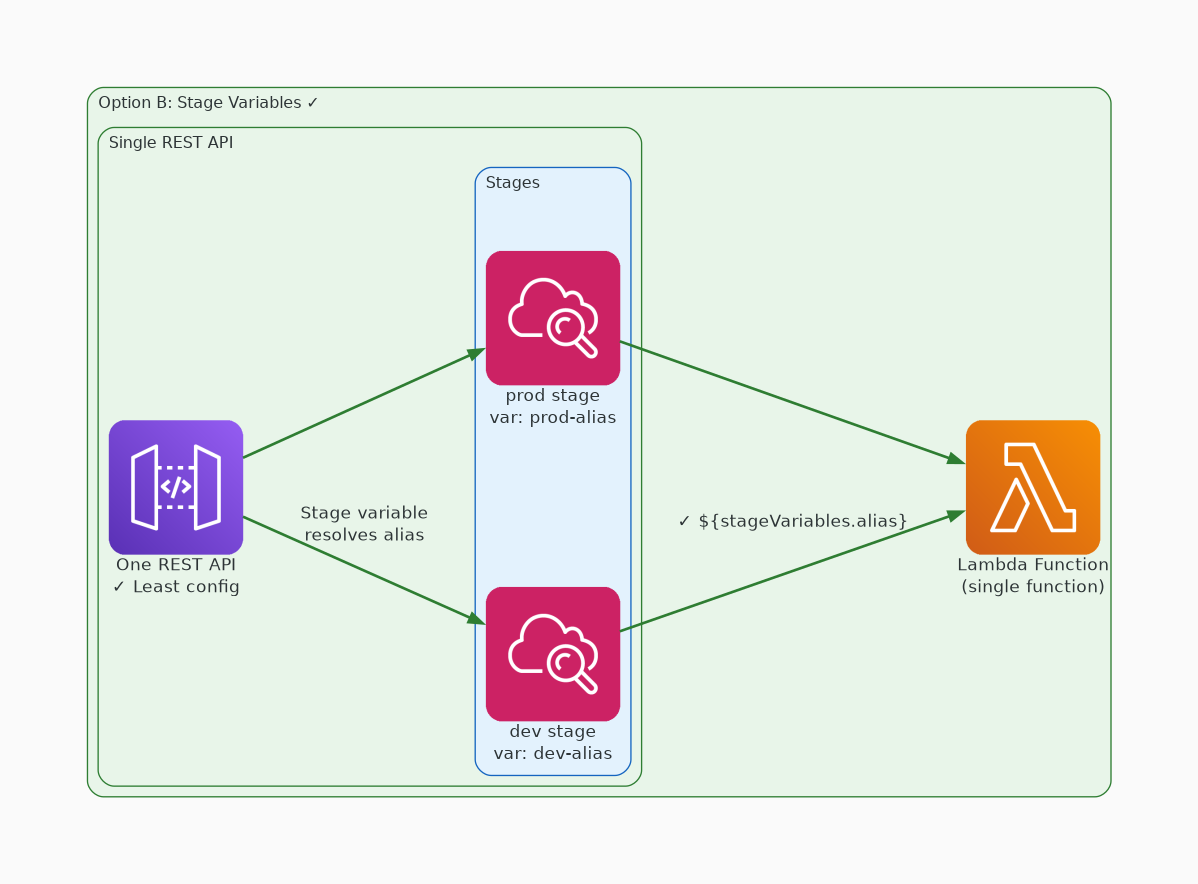 Option B: Stage Variables ✓
Single REST API
Stages
prod stage
var: prod-alias
Stage variable
resolves alias
✓ ${stageVariables.alias}
One REST API
✓ Least config
Lambda Function
(single function)
dev stage
var: dev-alias